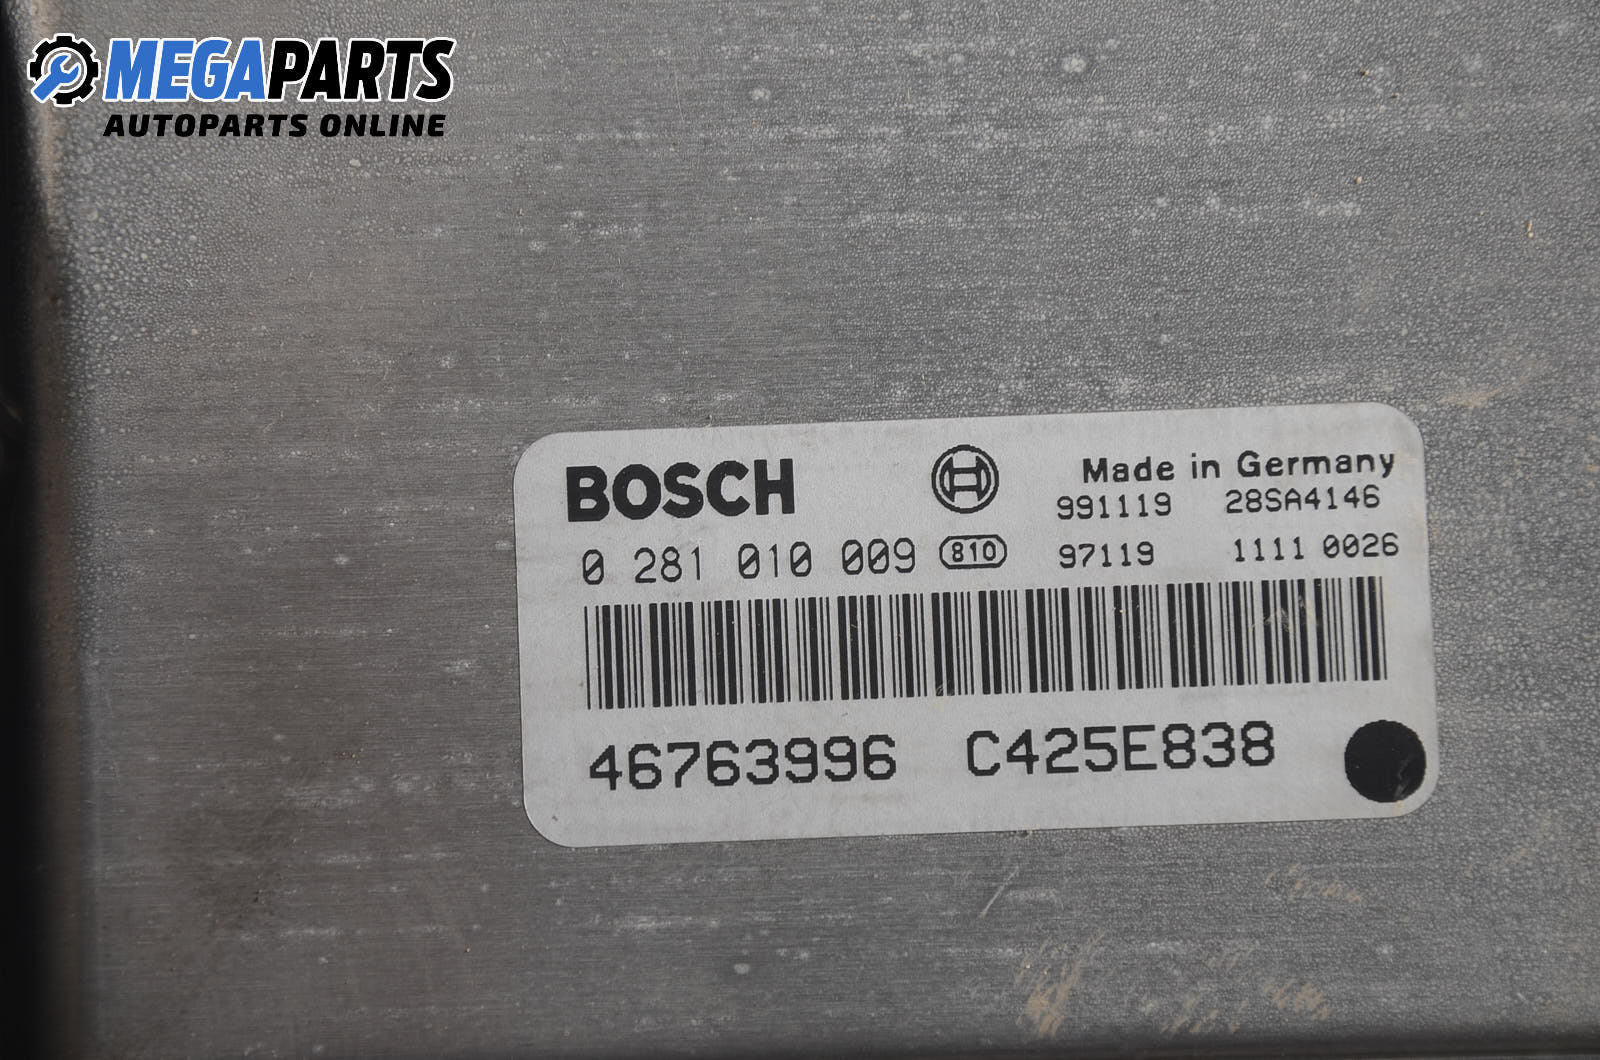 MEGAPARTS
AUTOPARTS ONLINE
BOSCH
Made in Germany
991119 28SA4146
0 281 010 009 810 97119 1111 0026
46763996 C425E838